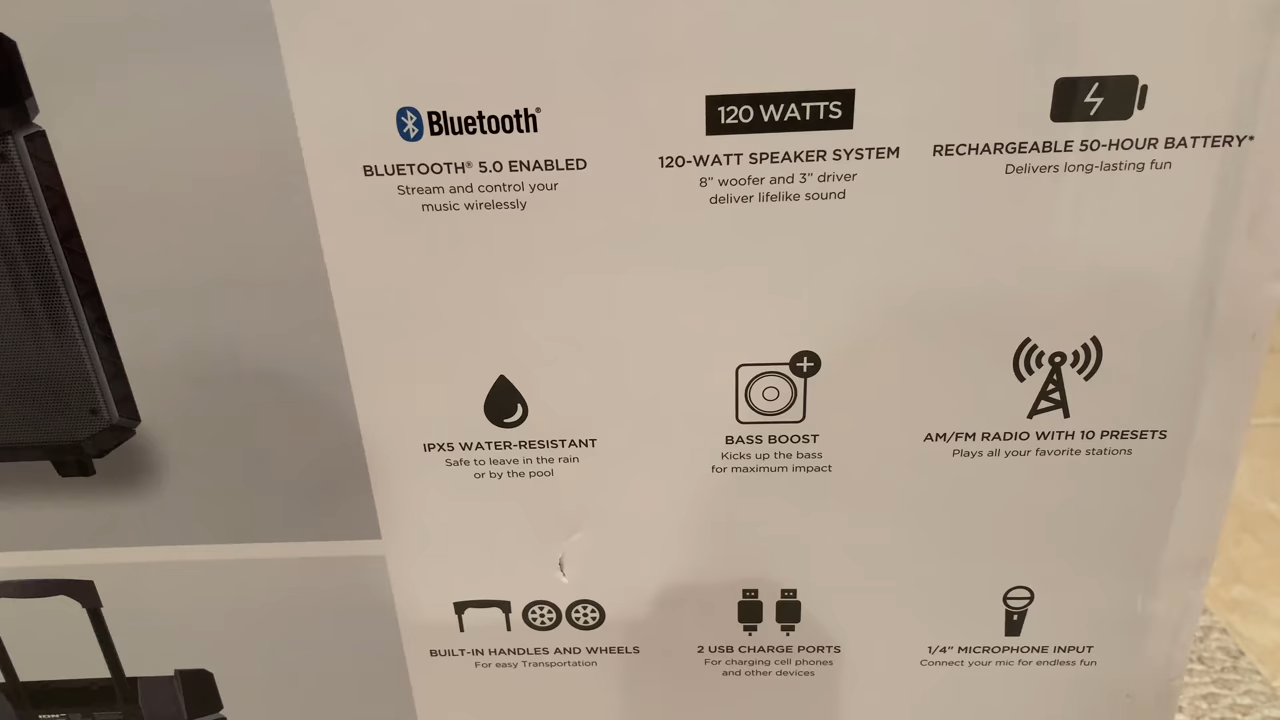 Bluetooth®
BLUETOOTH® 5.0 ENABLED
Stream and control your
music wirelessly
120 WATTS
120-WATT SPEAKER SYSTEM
8" woofer and 3" driver
deliver lifelike sound
RECHARGEABLE 50-HOUR BATTERY*
Delivers long-lasting fun
IPX5 WATER-RESISTANT
Safe to leave in the rain
or by the pool
BASS BOOST
Kicks up the bass
for maximum impact
AM/FM RADIO WITH 10 PRESETS
Plays all your favorite stations
BUILT-IN HANDLES AND WHEELS
For easy Transportation
2 USB CHARGE PORTS
For charging cell phones
and other devices
1/4" MICROPHONE INPUT
Connect your mic for endless fun
ION